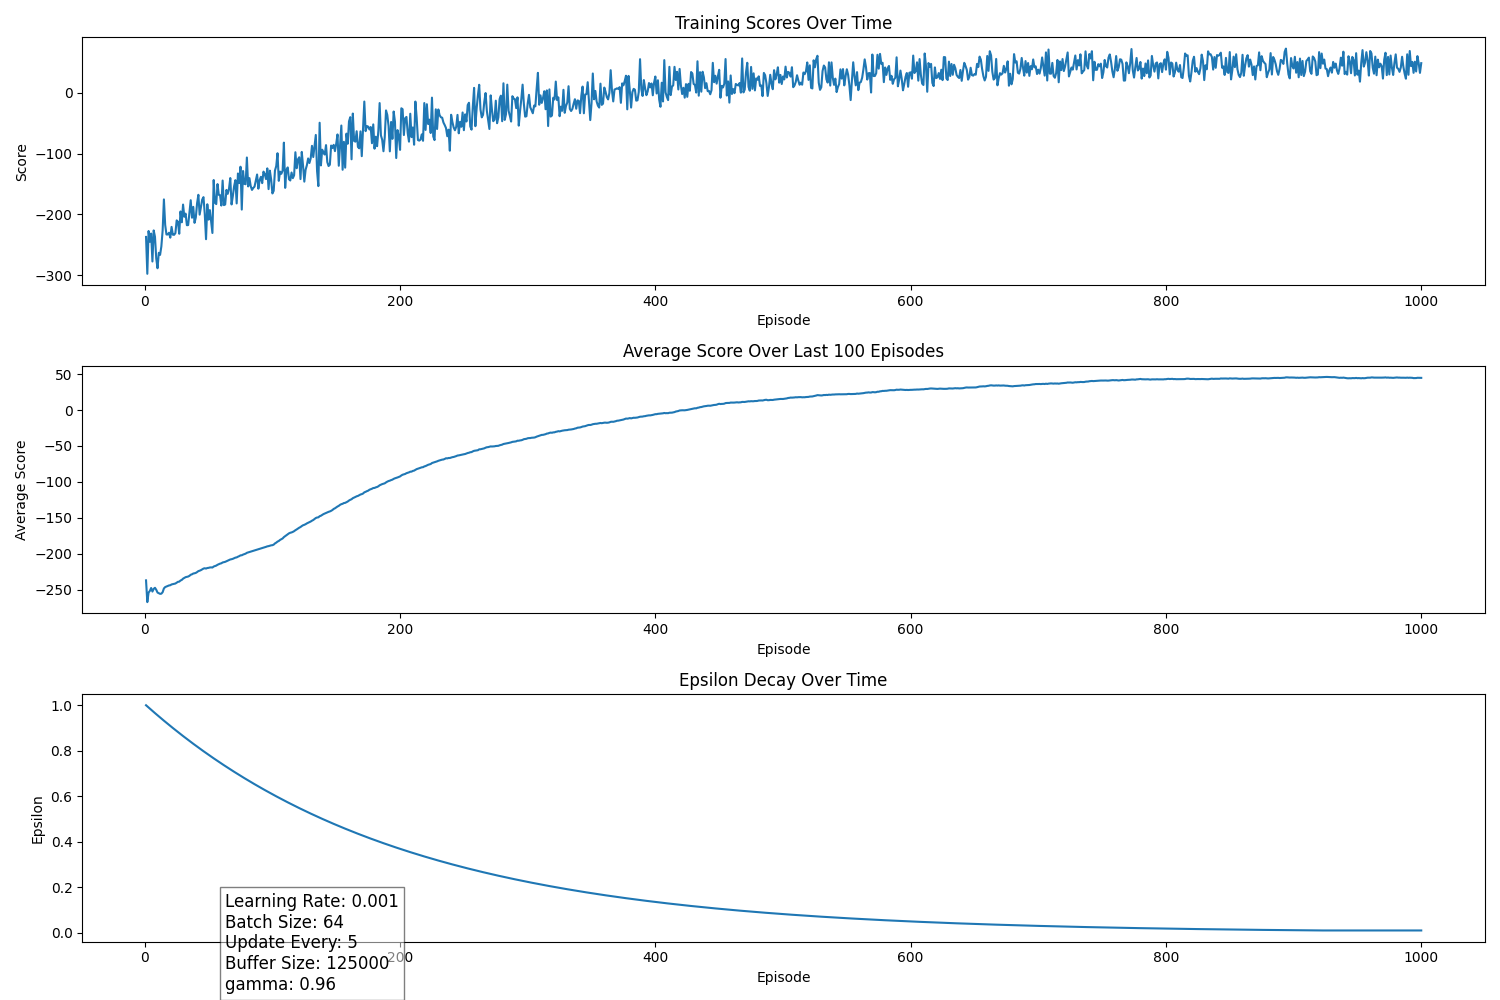 Training Scores Over Time
Score
0
−100
−200
−300
0 200 400 600 800 1000
Episode
Average Score Over Last 100 Episodes
Average Score
50
0
−50
−100
−150
−200
−250
0 200 400 600 800 1000
Episode
Epsilon Decay Over Time
Epsilon
1.0
0.8
0.6
0.4
0.2
0.0
0 200 400 600 800 1000
Episode
Learning Rate: 0.001
Batch Size: 64
Update Every: 5
Buffer Size: 125000
gamma: 0.96